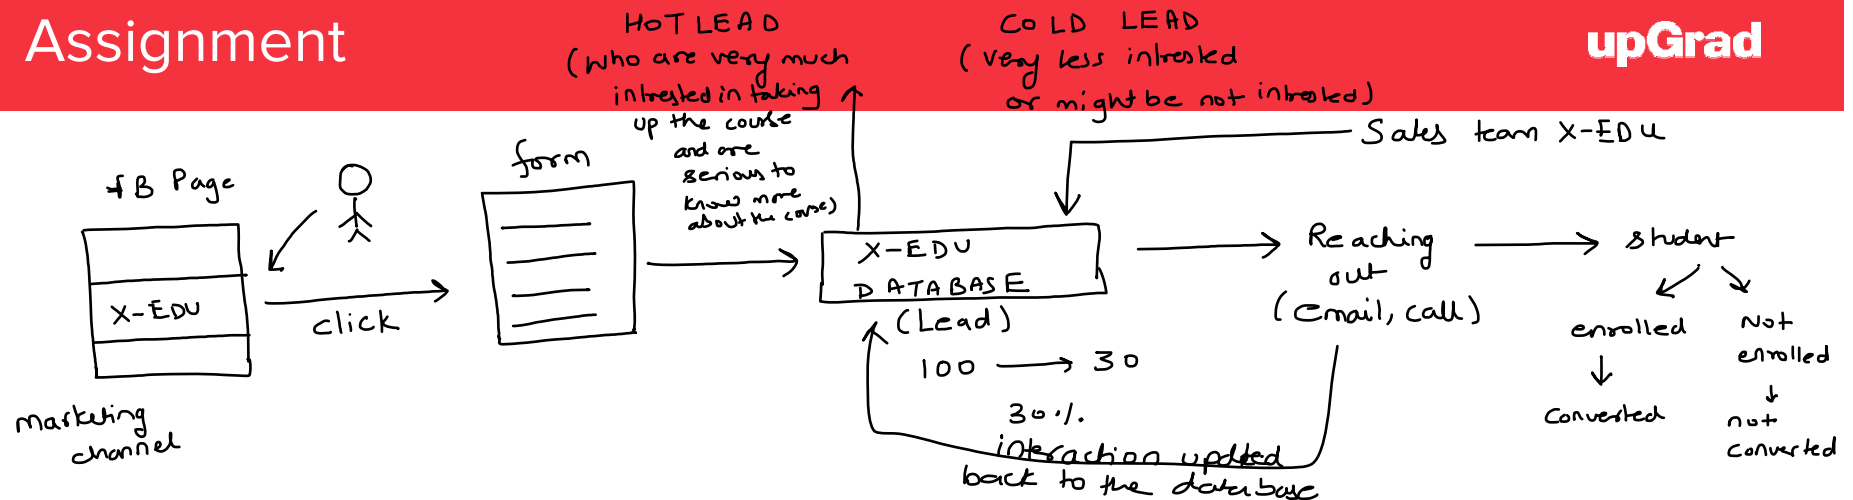 Assignment
upGrad
HOT LEAD
(who are very much
intrested in taking
up the course
and are
serious to
know more
about the course)
COLD LEAD
(very less intrested
or might be not intrested)
Sales team X-EDU
FB Page
X-EDU
marketing
channel
click
form
X-EDU
DATABASE
(Lead)
100 → 30
30%
interaction updated
back to the database
Reaching
out
(email, call)
student
enrolled
converted
Not
enrolled
not
converted